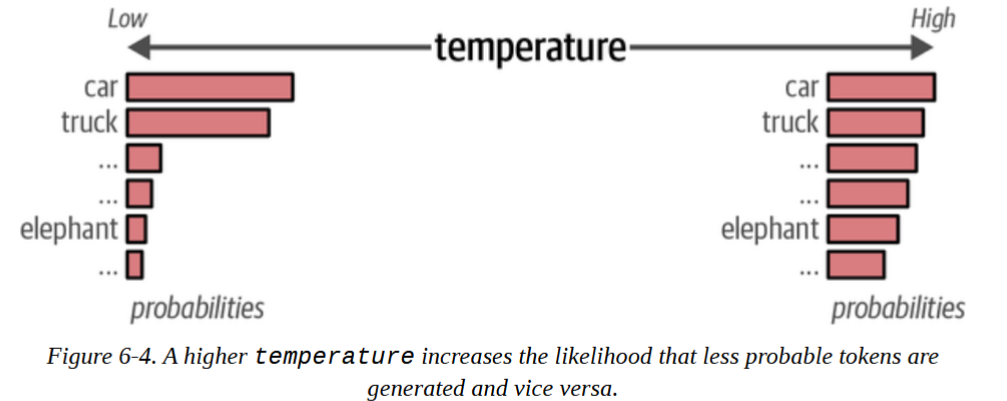 Low High
temperature
car
truck
...
...
elephant
...
probabilities
car
truck
...
...
elephant
...
probabilities
Figure 6-4. A higher temperature increases the likelihood that less probable tokens are
generated and vice versa.